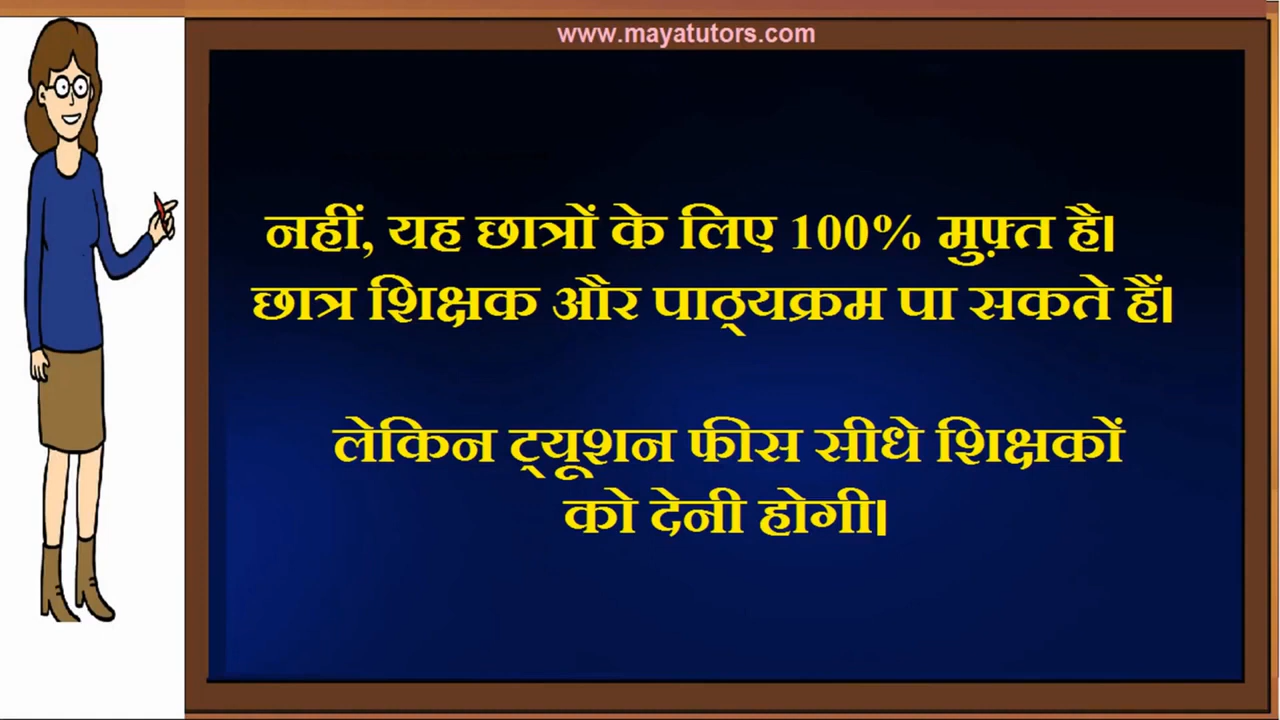 www.mayatutors.com
नहीं, यह छात्रों के लिए 100% मुफ़्त है।
छात्र शिक्षक और पाठ्यक्रम पा सकते हैं।
लेकिन ट्यूशन फीस सीधे शिक्षकों
को देनी होगी।